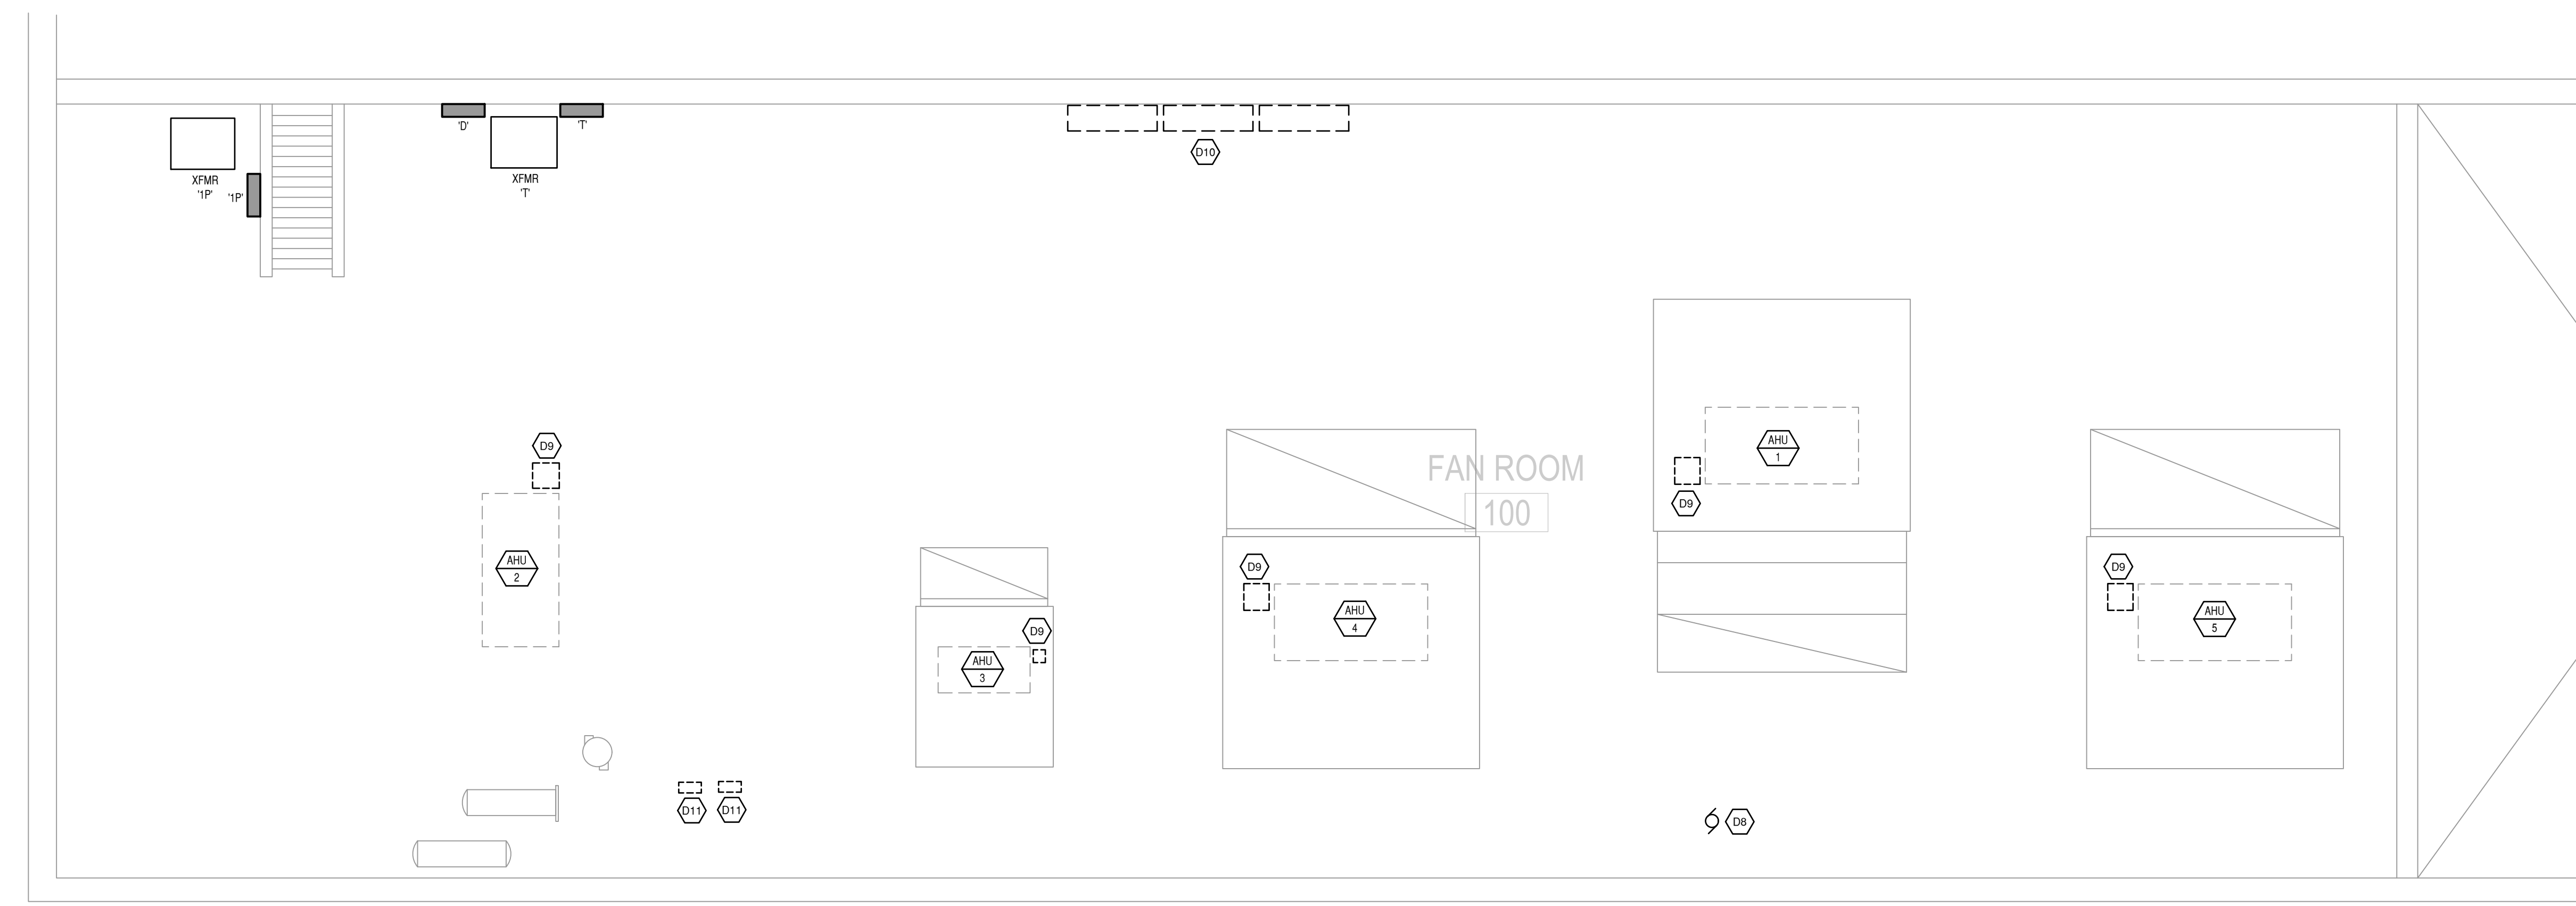 'D'
'T'
XFMR
'1P'
'1P'
XFMR
'T'
D10
D9
AHU
2
D9
AHU
3
D9
AHU
4
FAN ROOM
100
AHU
1
D9
D9
AHU
5
D11
D11
D8